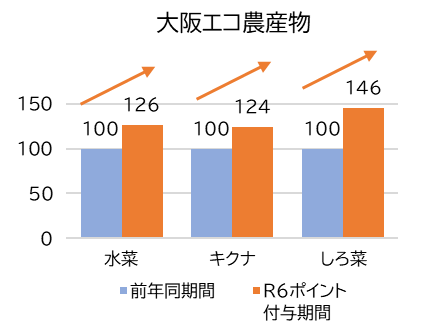 大阪エコ農産物
150
100
50
0
100
126
100
124
100
146
水菜
キクナ
しろ菜
前年同期間
R6ポイント
付与期間